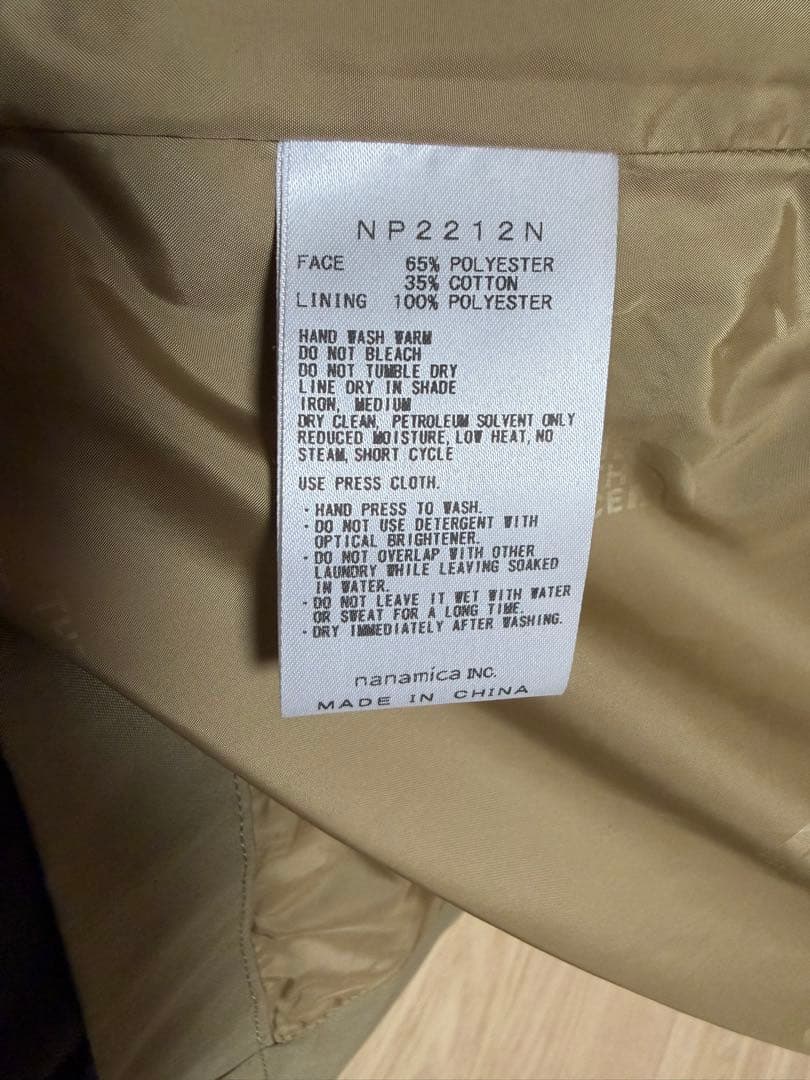 NP2212N
FACE 65% POLYESTER
35% COTTON
LINING 100% POLYESTER
HAND WASH WARM
DO NOT BLEACH
DO NOT TUMBLE DRY
LINE DRY IN SHADE
IRON, MEDIUM
DRY CLEAN, PETROLEUM SOLVENT ONLY
REDUCED MOISTURE, LOW HEAT, NO
STEAM, SHORT CYCLE
USE PRESS CLOTH.
・HAND PRESS TO WASH.
・DO NOT USE DETERGENT WITH
OPTICAL BRIGHTENER.
・DO NOT OVERLAP WITH OTHER
LAUNDRY WHILE LEAVING SOAKED
IN WATER.
・DO NOT LEAVE IT WET WITH WATER
OR SWEAT FOR A LONG TIME.
・DRY IMMEDIATELY AFTER WASHING.
nanamica INC.
MADE IN CHINA